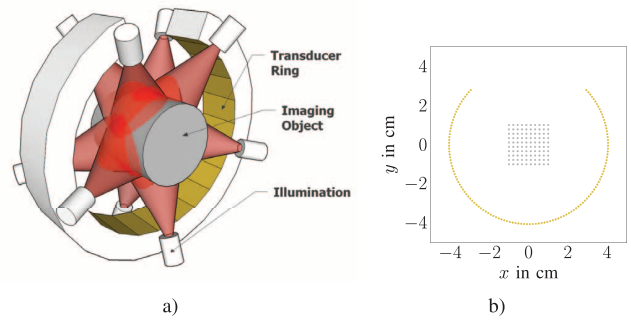 Transducer
Ring
Imaging
Object
Illumination
a)
4
2
0
−2
−4
y in cm
−4 −2 0 2 4
x in cm
b)